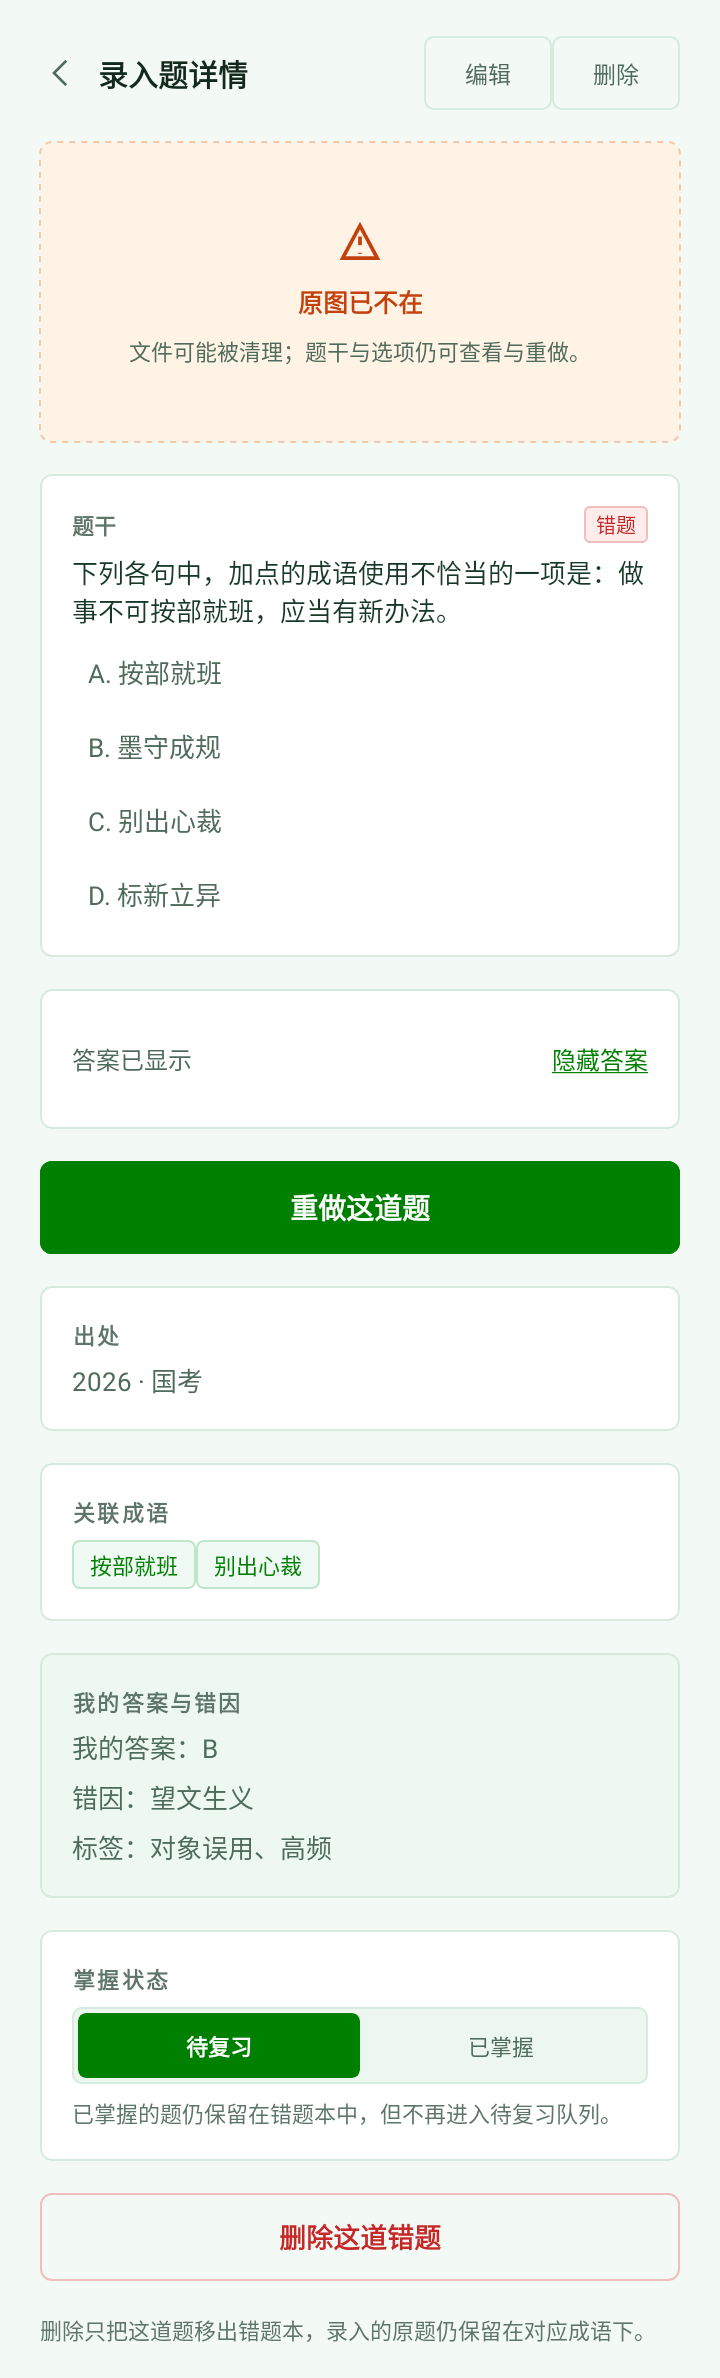 录入题详情
编辑
删除
原图已不在
文件可能被清理；题干与选项仍可查看与重做。
题干
错题
下列各句中，加点的成语使用不恰当的一项是：做
事不可按部就班，应当有新办法。
A. 按部就班
B. 墨守成规
C. 别出心裁
D. 标新立异
答案已显示
隐藏答案
重做这道题
出处
2026 · 国考
关联成语
按部就班
别出心裁
我的答案与错因
我的答案：B
错因：望文生义
标签：对象误用、高频
掌握状态
待复习
已掌握
已掌握的题仍保留在错题本中，但不再进入待复习队列。
删除这道错题
删除只把这道题移出错题本，录入的原题仍保留在对应成语下。